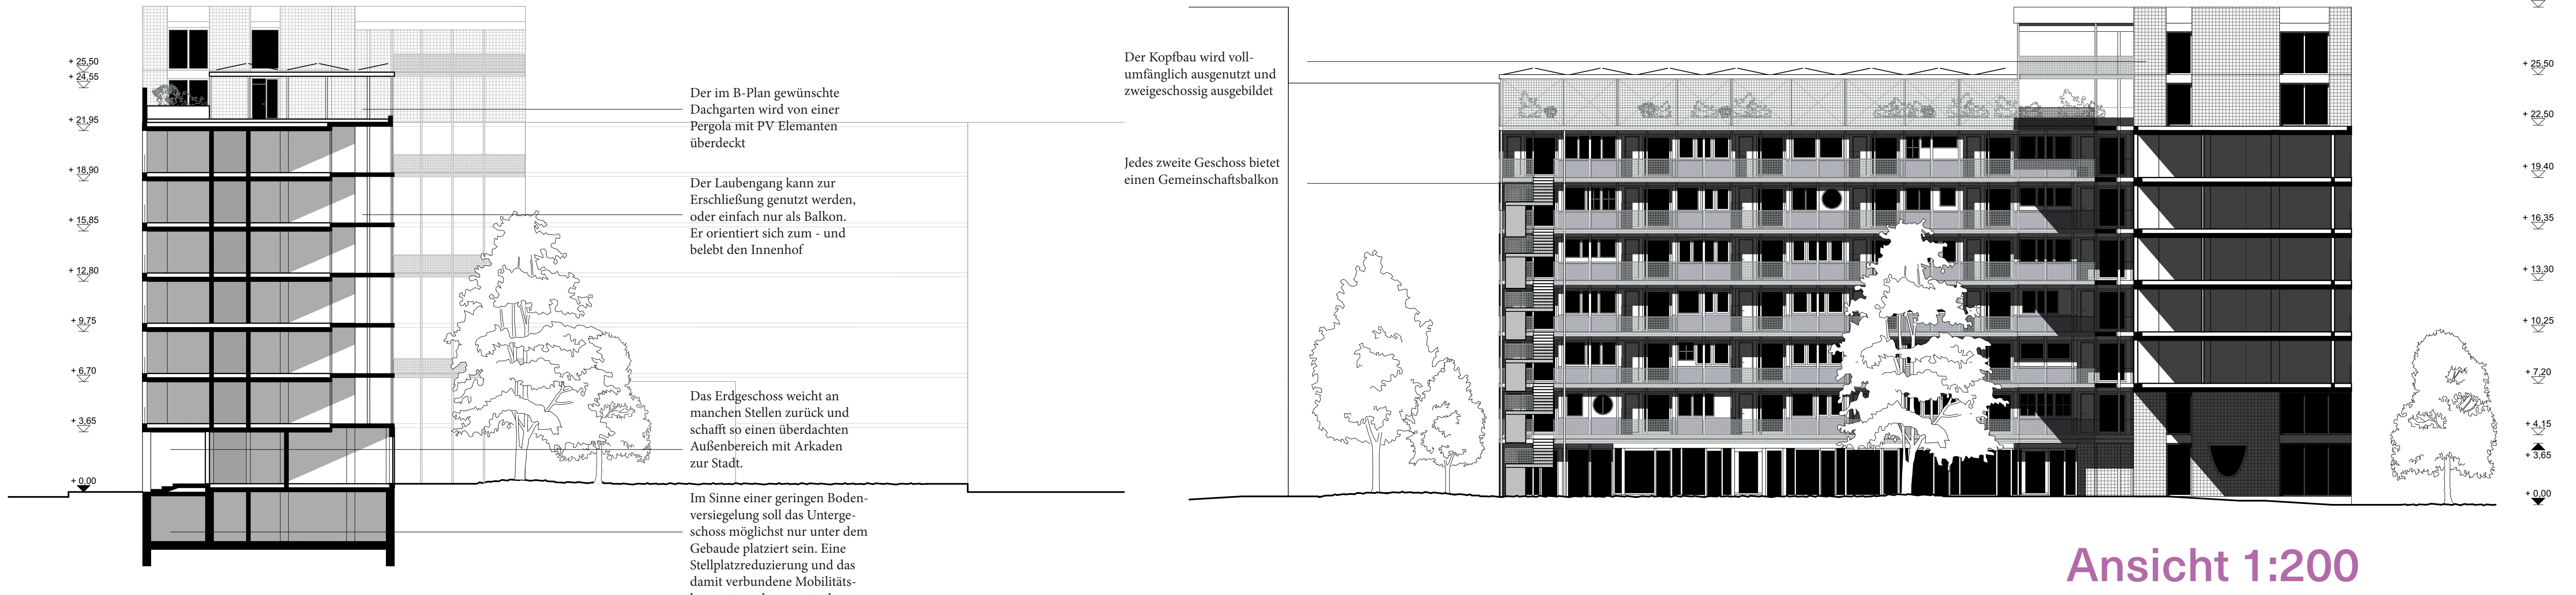 + 25,50
+ 24,55
+ 21,95
+ 18,90
+ 15,85
+ 12,80
+ 9,75
+ 6,70
+ 3,65
+ 0,00
Der im B-Plan gewünschte
Dachgarten wird von einer
Pergola mit PV Elemanten
überdeckt
Der Laubengang kann zur
Erschließung genutzt werden,
oder einfach nur als Balkon.
Er orientiert sich zum - und
belebt den Innenhof
Das Erdgeschoss weicht an
manchen Stellen zurück und
schafft so einen überdachten
Außenbereich mit Arkaden
zur Stadt.
Im Sinne einer geringen Boden-
versiegelung soll das Unterge-
schoss möglichst nur unter dem
Gebaude platziert sein. Eine
Stellplatzreduzierung und das
damit verbundene Mobilitäts-
Der Kopfbau wird voll-
umfänglich ausgenutzt und
zweigeschossig ausgebildet
Jedes zweite Geschoss bietet
einen Gemeinschaftsbalkon
+ 25,50
+ 22,50
+ 19,40
+ 16,35
+ 13,30
+ 10,25
+ 7,20
+ 4,15
+ 3,65
+ 0,00
Ansicht 1:200